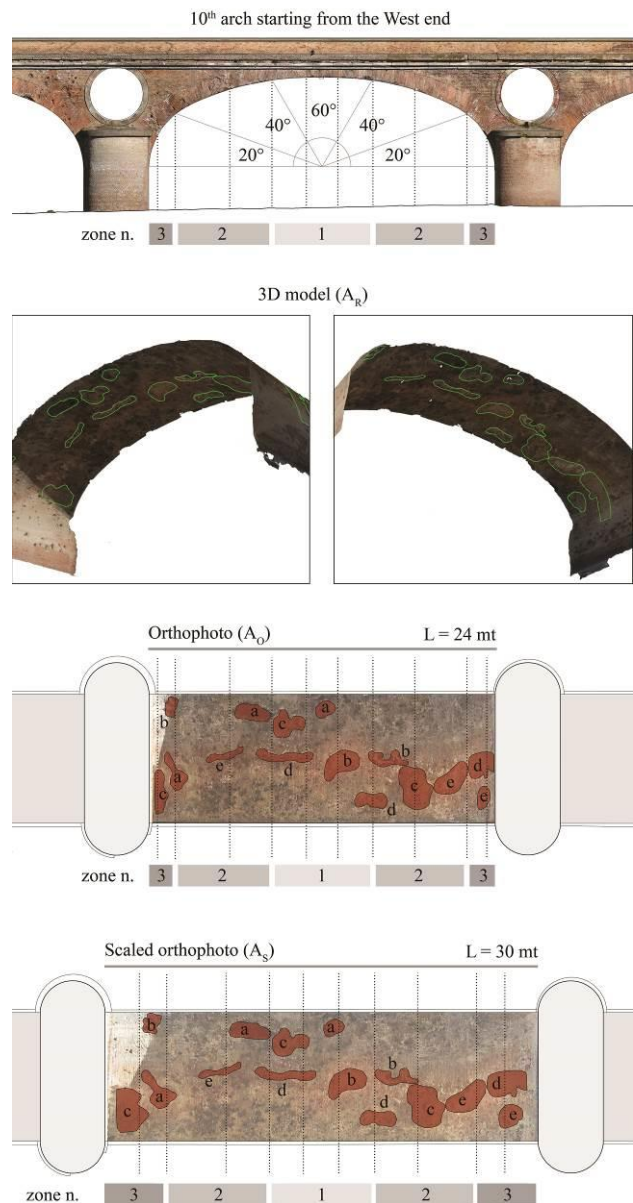 10th arch starting from the West end
60°
40° 40°
20° 20°
zone n. 3 2 1 2 3
3D model (AR)
Orthophoto (AO) L = 24 mt
b a c a
a e d b b c e d
c d e
zone n. 3 2 1 2 3
Scaled orthophoto (AS) L = 30 mt
b a c a
a e d b b c e d
c d e
zone n. 3 2 1 2 3